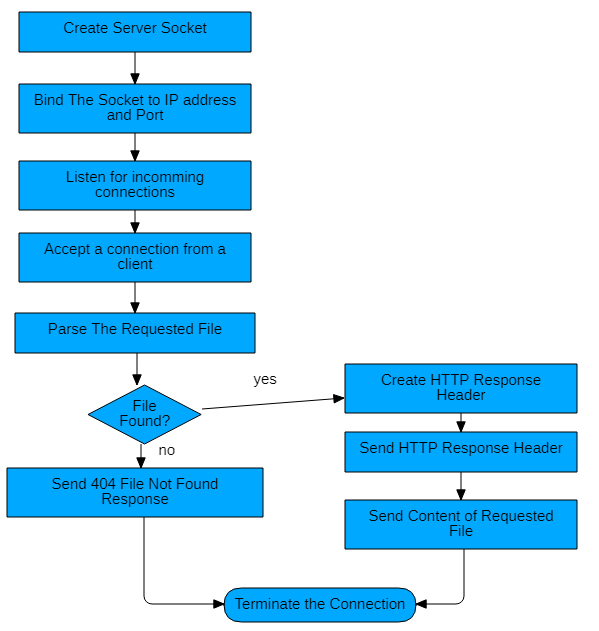 Create Server Socket
Bind The Socket to IP address
and Port
Listen for incomming
connections
Accept a connection from a
client
Parse The Requested File
File
Found?
yes
no
Create HTTP Response
Header
Send HTTP Response Header
Send 404 File Not Found
Response
Send Content of Requested
File
Terminate the Connection